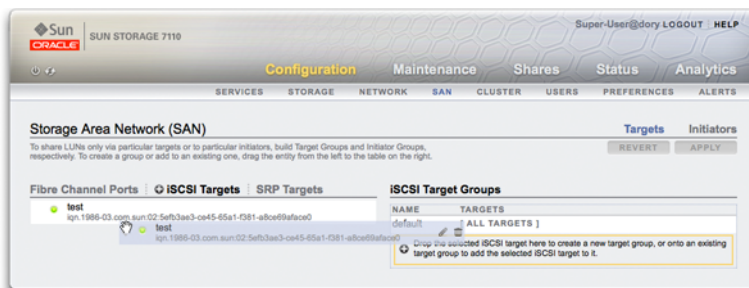 Sun
ORACLE
SUN STORAGE 7110
Super-User@dory LOGOUT HELP
Configuration Maintenance Shares Status Analytics
SERVICES STORAGE NETWORK SAN CLUSTER USERS PREFERENCES ALERTS
Storage Area Network (SAN)
Targets Initiators
To share LUNs only via particular targets or to particular initiators, build Target Groups and Initiator Groups,
respectively. To create a group or add to an existing one, drag the entity from the left to the table on the right.
REVERT APPLY
Fibre Channel Ports iSCSI Targets SRP Targets
test
iqn.1986-03.com.sun:02:5efb3ae3-ce45-65a1-f381-a8ce69aface0
test
iqn.1986-03.com.sun:02:5efb3ae3-ce45-65a1-f381-a8ce69aface0
iSCSI Target Groups
NAME TARGETS
default [ ALL TARGETS ]
Drop the selected iSCSI target here to create a new target group, or onto an existing
target group to add the selected iSCSI target to it.